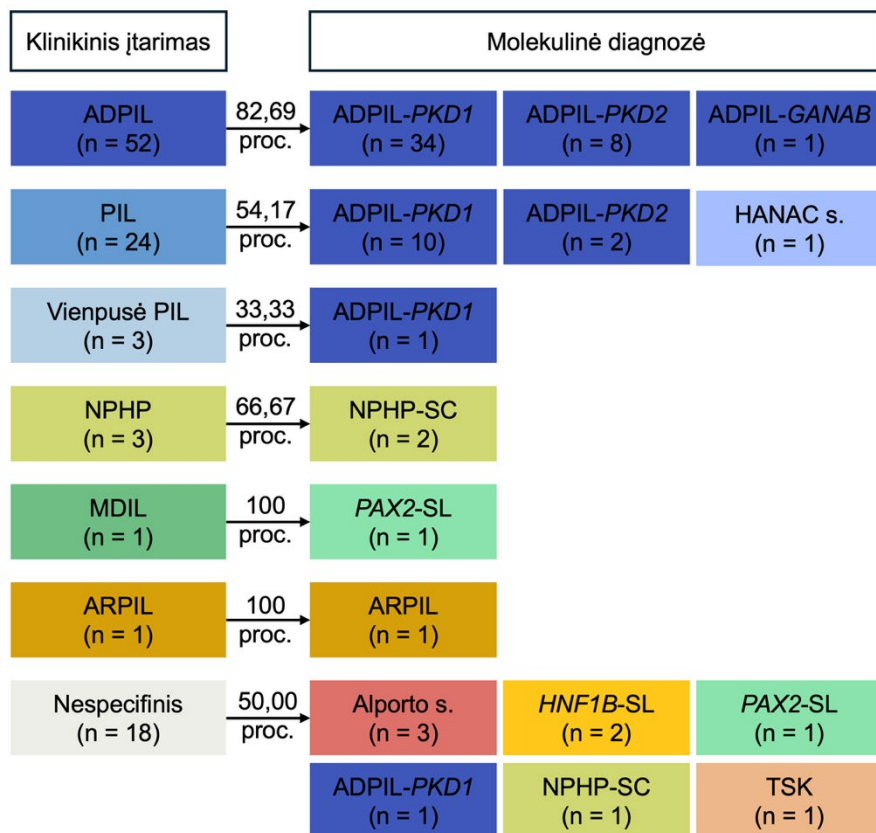 Klinikinis įtarimas
Molekulinė diagnozė
ADPIL
(n = 52)
82,69
proc.
ADPIL-PKD1
(n = 34)
ADPIL-PKD2
(n = 8)
ADPIL-GANAB
(n = 1)
PIL
(n = 24)
54,17
proc.
ADPIL-PKD1
(n = 10)
ADPIL-PKD2
(n = 2)
HANAC s.
(n = 1)
Vienpusė PIL
(n = 3)
33,33
proc.
ADPIL-PKD1
(n = 1)
NPHP
(n = 3)
66,67
proc.
NPHP-SC
(n = 2)
MDIL
(n = 1)
100
proc.
PAX2-SL
(n = 1)
ARPIL
(n = 1)
100
proc.
ARPIL
(n = 1)
Nespecifinis
(n = 18)
50,00
proc.
Alporto s.
(n = 3)
HNF1B-SL
(n = 2)
PAX2-SL
(n = 1)
ADPIL-PKD1
(n = 1)
NPHP-SC
(n = 1)
TSK
(n = 1)